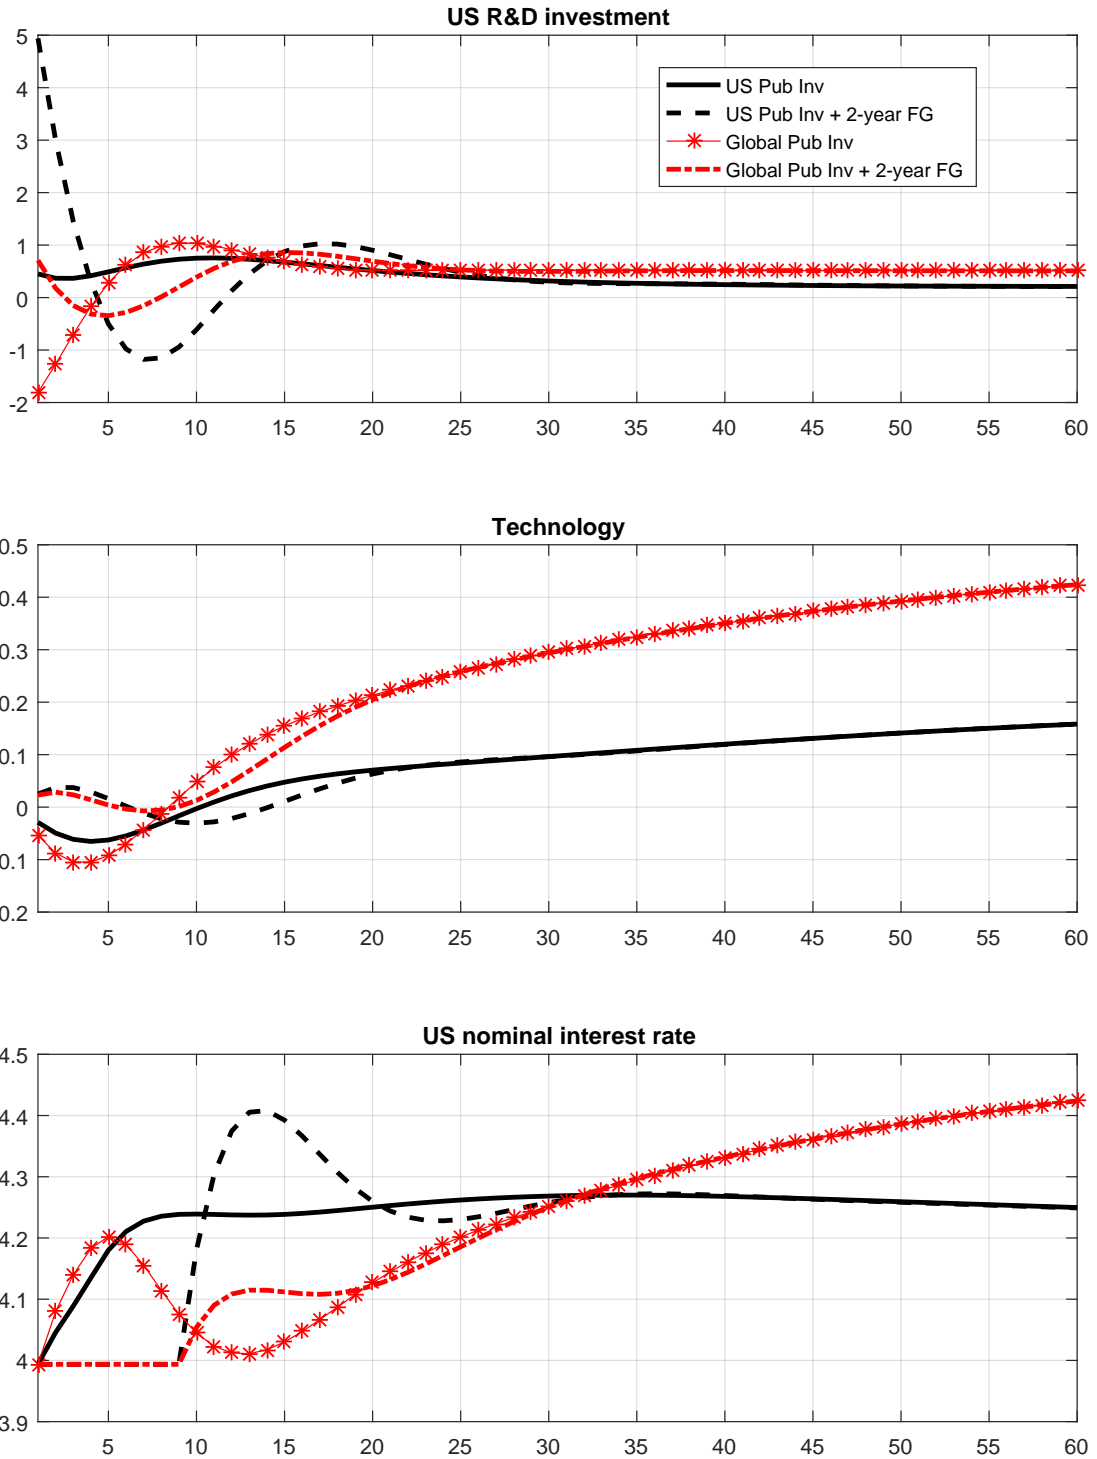 US R&D investment
5
4
3
2
1
0
-1
-2
US Pub Inv
US Pub Inv + 2-year FG
Global Pub Inv
Global Pub Inv + 2-year FG
5 10 15 20 25 30 35 40 45 50 55 60
Technology
0.5
0.4
0.3
0.2
0.1
0
0.1
0.2
5 10 15 20 25 30 35 40 45 50 55 60
US nominal interest rate
4.5
4.4
4.3
4.2
4.1
4
3.9
5 10 15 20 25 30 35 40 45 50 55 60